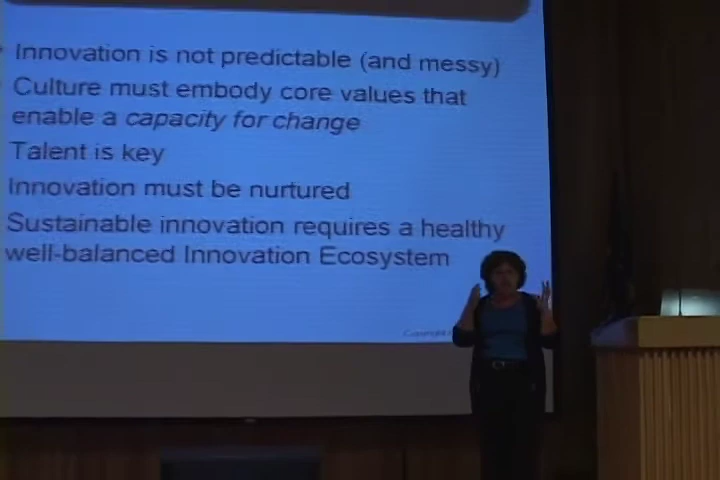 Innovation is not predictable (and messy)
Culture must embody core values that
enable a capacity for change
Talent is key
Innovation must be nurtured
Sustainable innovation requires a healthy
well-balanced Innovation Ecosystem
Copyright